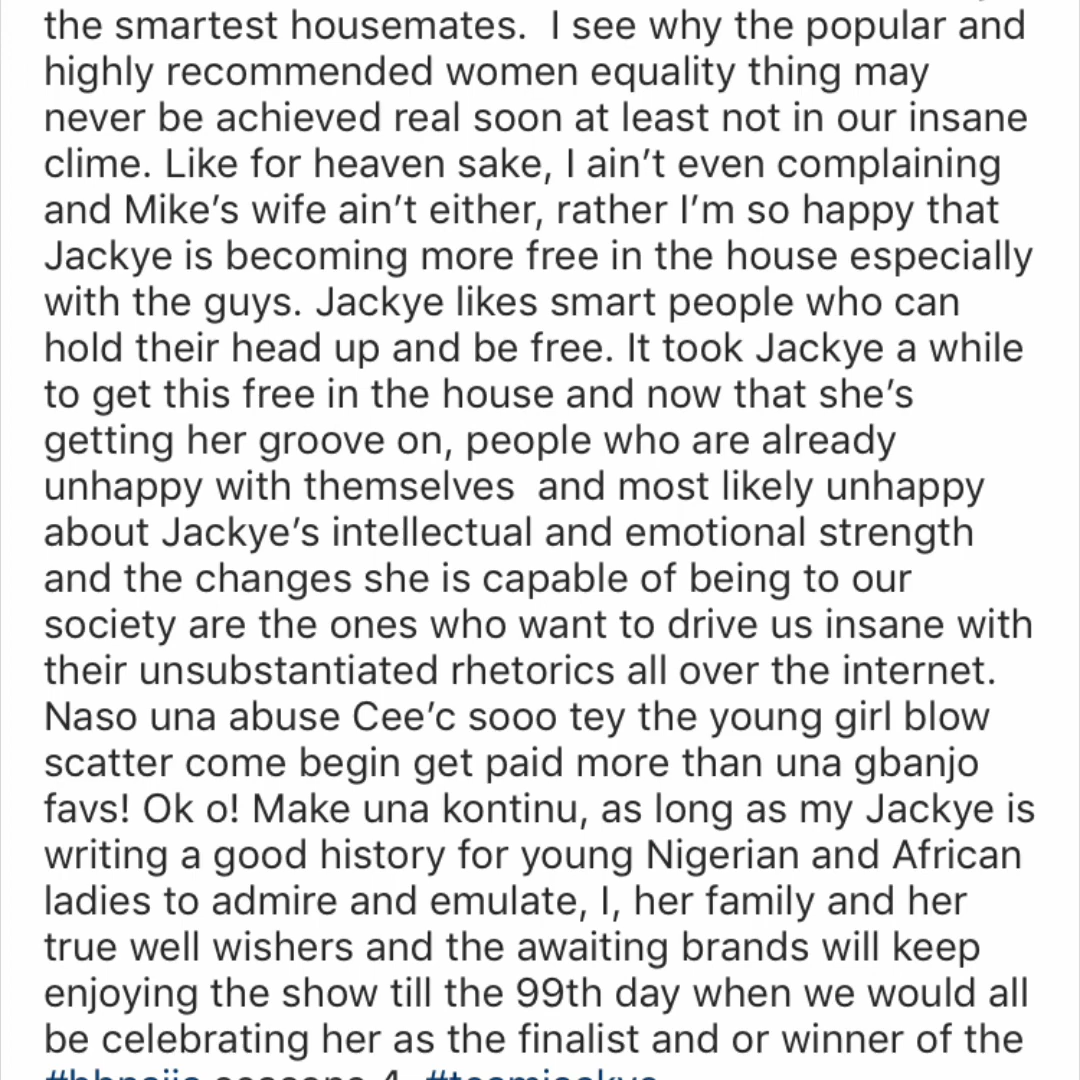 the smartest housemates.  I see why the popular and
highly recommended women equality thing may
never be achieved real soon at least not in our insane
clime. Like for heaven sake, I ain’t even complaining
and Mike’s wife ain’t either, rather I’m so happy that
Jackye is becoming more free in the house especially
with the guys. Jackye likes smart people who can
hold their head up and be free. It took Jackye a while
to get this free in the house and now that she’s
getting her groove on, people who are already
unhappy with themselves  and most likely unhappy
about Jackye’s intellectual and emotional strength
and the changes she is capable of being to our
society are the ones who want to drive us insane with
their unsubstantiated rhetorics all over the internet.
Naso una abuse Cee’c sooo tey the young girl blow
scatter come begin get paid more than una gbanjo
favs! Ok o! Make una kontinu, as long as my Jackye is
writing a good history for young Nigerian and African
ladies to admire and emulate, I, her family and her
true well wishers and the awaiting brands will keep
enjoying the show till the 99th day when we would all
be celebrating her as the finalist and or winner of the
#bbnaija seasons 4. #teamjackye